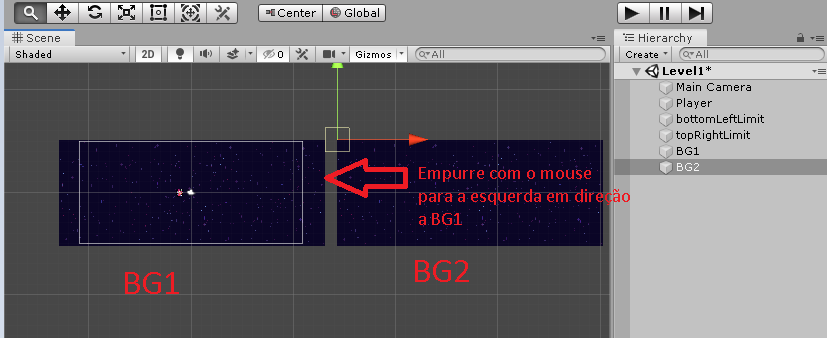 Center Global
Scene
Shaded 2D 0 Gizmos All
Hierarchy
Create All
Level1*
Main Camera
Player
bottomLeftLimit
topRightLimit
BG1
BG2
Empurre com o mouse
para a esquerda em direção
a BG1
BG1
BG2